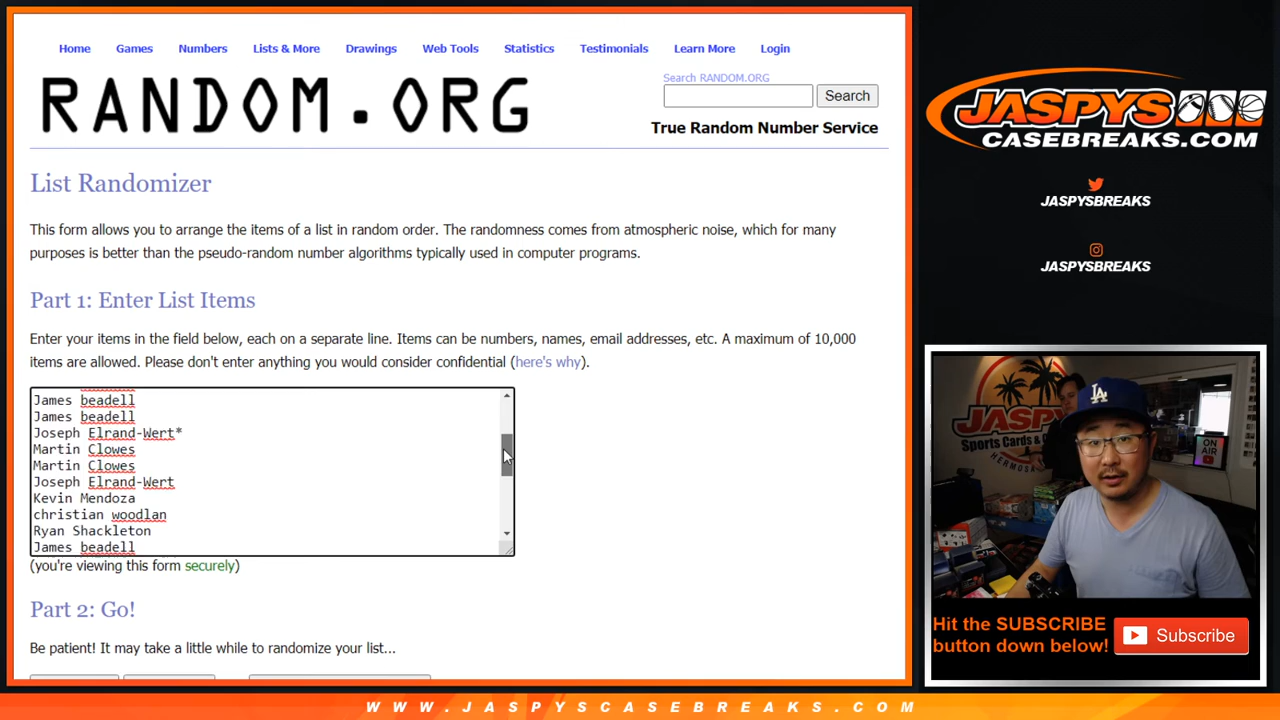 Home Games Numbers Lists & More Drawings Web Tools Statistics Testimonials Learn More Login
RANDOM.ORG
Search RANDOM.ORG
Search
True Random Number Service
List Randomizer
This form allows you to arrange the items of a list in random order. The randomness comes from atmospheric noise, which for many
purposes is better than the pseudo-random number algorithms typically used in computer programs.
Part 1: Enter List Items
Enter your items in the field below, each on a separate line. Items can be numbers, names, email addresses, etc. A maximum of 10,000
items are allowed. Please don't enter anything you would consider confidential (here's why).
James beadell
James beadell
Joseph Elrand-Wert*
Martin Clowes
Martin Clowes
Joseph Elrand-Wert
Kevin Mendoza
christian woodlan
Ryan Shackleton
James beadell
(you're viewing this form securely)
Part 2: Go!
Be patient! It may take a little while to randomize your list...
JASPYS
CASEBREAKS.COM
JASPYSBREAKS
JASPYSBREAKS
JASPYS
Sports Cards &
HERMOSA
LA
ON
AIR
Hit the SUBSCRIBE
button down below!
Subscribe
WWW.JASPYSCASEBREAKS.COM